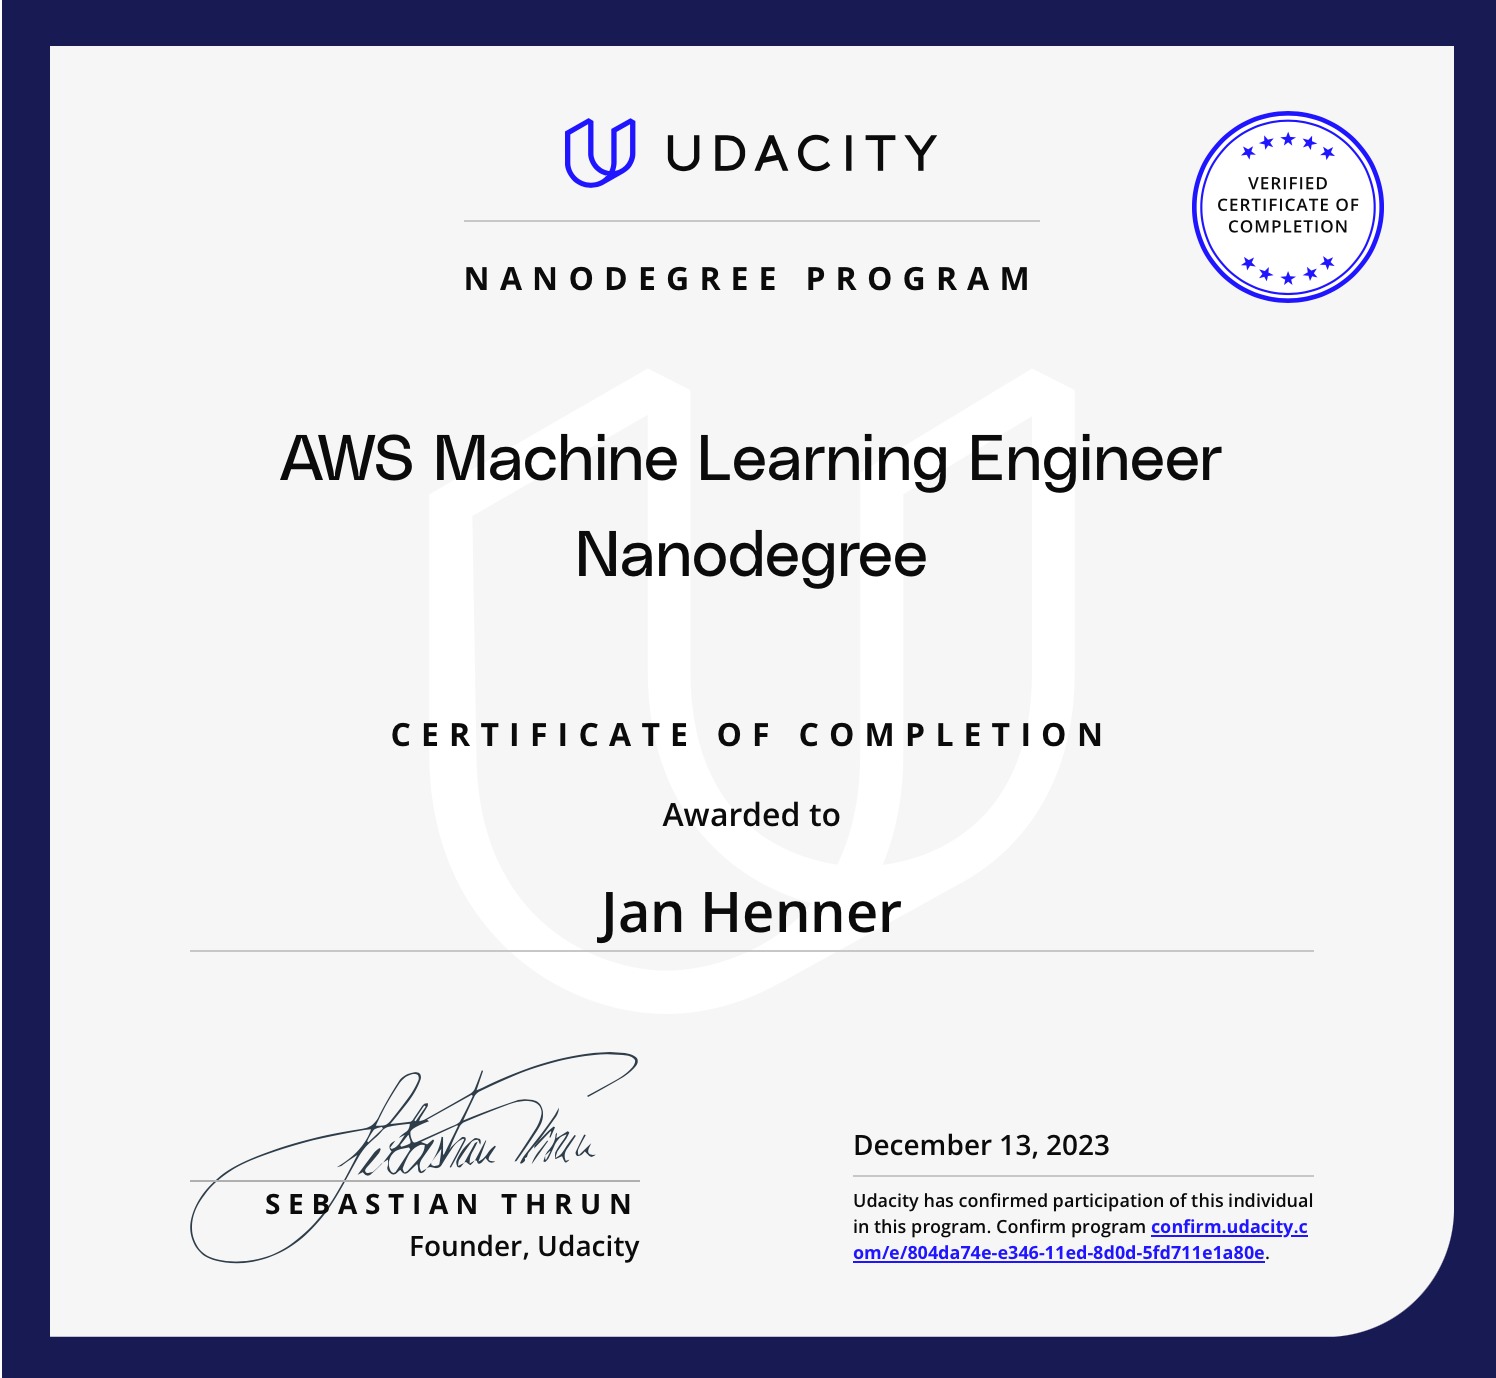 UDACITY
VERIFIED
CERTIFICATE OF
COMPLETION
NANODEGREE PROGRAM
AWS Machine Learning Engineer
Nanodegree
CERTIFICATE OF COMPLETION
Awarded to
Jan Henner
Sebastian Thrun
SEBASTIAN THRUN
Founder, Udacity
December 13, 2023
Udacity has confirmed participation of this individual
in this program. Confirm program confirm.udacity.c
om/e/804da74e-e346-11ed-8d0d-5fd711e1a80e.